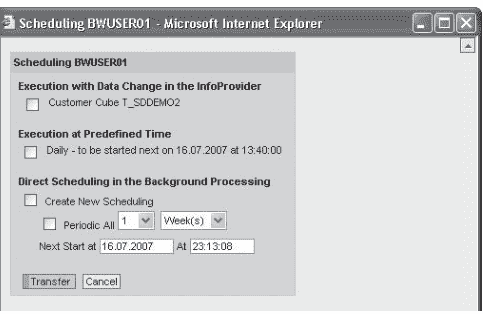 Scheduling BWUSER01 - Microsoft Internet Explorer
Scheduling BWUSER01
Execution with Data Change in the InfoProvider
Customer Cube T_SDDEMO2
Execution at Predefined Time
Daily - to be started next on 16.07.2007 at 13:40:00
Direct Scheduling in the Background Processing
Create New Scheduling
Periodic All 1 Week(s)
Next Start at 16.07.2007 At 23:13:08
Transfer Cancel